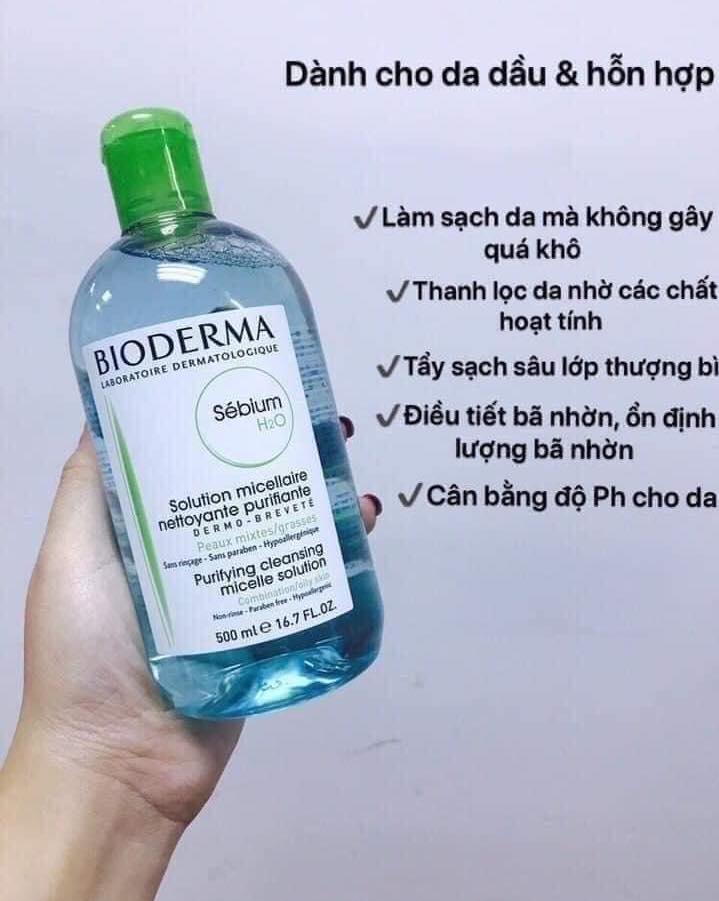 Dành cho da dầu & hỗn hợp
✓Làm sạch da mà không gây
quá khô
✓Thanh lọc da nhờ các chất
hoạt tính
✓Tẩy sạch sâu lớp thượng bì
✓Điều tiết bã nhờn, ổn định
lượng bã nhờn
✓Cân bằng độ Ph cho da
BIODERMA
LABORATOIRE DERMATOLOGIQUE
Sébium
H2O
Solution micellaire
nettoyante purifiante
DERMO-BREVETÉ
Peaux mixtes/grasses
Sans rinçage - Sans paraben - Hypoallergénique
Purifying cleansing
micelle solution
Combination/oily skin
Non-rinse - Paraben free - Hypoallergenic
500 ml e 16.7 FL.OZ.